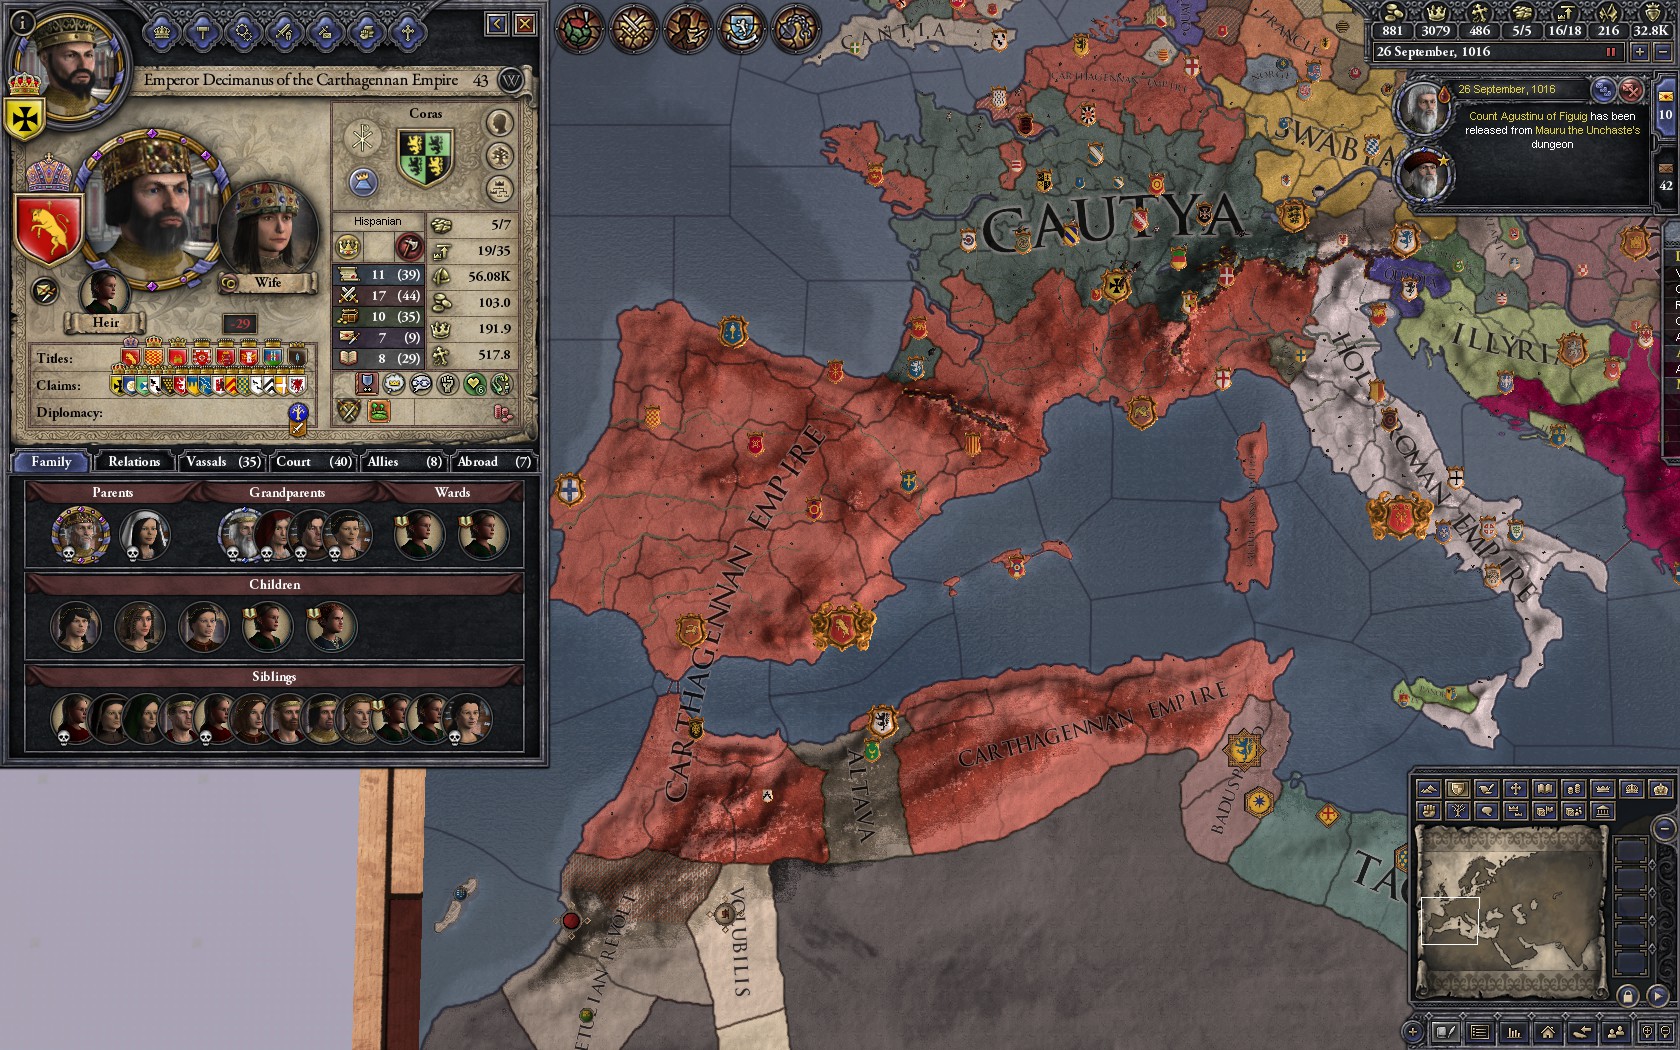 Emperor Decimanus of the Carthagennan Empire 43
Coras
Hispanian
Wife
Heir
-29
11 (39)
17 (44)
10 (35)
7 (9)
8 (29)
5/7
19/35
56.08K
103.0
191.9
517.8
Titles:
Claims:
Diplomacy:
Family
Relations
Vassals (35)
Court (40)
Allies (8)
Abroad (7)
Parents
Grandparents
Wards
Children
Siblings
881
3079
486
5/5
16/18
216
32.8K
26 September, 1016
26 September, 1016
Count Agustinu of Figuig has been
released from Mauru the Unchaste's
dungeon
10
42
CANTIA
CARTHAGENNAN EMPIRE
SWABIA
CAUTYA
ILLYRI
HOLY ROMAN EMPIRE
CARTHAGENNAN EMPIRE
CARTHAGENNAN EMPIRE
ALTAVA
BADUSP
VOLUBILIS